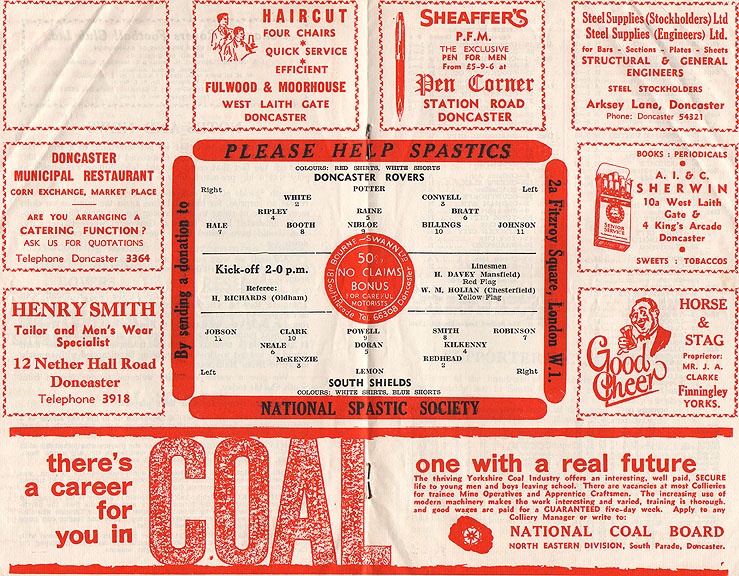 HAIRCUT
FOUR CHAIRS
*
QUICK SERVICE
*
EFFICIENT
FULWOOD & MOORHOUSE
WEST LAITH GATE
DONCASTER
SHEAFFER'S
P.F.M.
THE EXCLUSIVE
PEN FOR MEN
From £5-9-6 at
Pen Corner
STATION ROAD
DONCASTER
Steel Supplies (Stockholders) Ltd
Steel Supplies (Engineers) Ltd.
for Bars - Sections - Plates - Sheets
STRUCTURAL & GENERAL
ENGINEERS
STEEL STOCKHOLDERS
Arksey Lane, Doncaster
Phone: Doncaster 54321
DONCASTER
MUNICIPAL RESTAURANT
CORN EXCHANGE, MARKET PLACE
ARE YOU ARRANGING A
CATERING FUNCTION?
ASK US FOR QUOTATIONS
Telephone Doncaster 3364
HENRY SMITH
Tailor and Men's Wear
Specialist
12 Nether Hall Road
Doncaster
Telephone 3918
PLEASE HELP SPASTICS
By sending a donation to
COLOURS: RED SHIRTS, WHITE SHORTS
DONCASTER ROVERS
Right POTTER Left
WHITE CONWELL
2 3
RIPLEY RAINE BRATT
4 5 6
HALE BOOTH NIBLOE BILLINGS JOHNSON
7 8 9 10 11
Kick-off 2-0 p.m.
Referee:
H. RICHARDS (Oldham)
BOURNE-SWANN LTD
50%
NO CLAIMS
BONUS
FOR CAREFUL
MOTORISTS
18 South Parade Tel. 66308 Doncaster
Linesmen
H. DAVEY Mansfield)
Red Flag
W. M. HOLIAN (Chesterfield)
Yellow Flag
JOBSON CLARK POWELL SMITH ROBINSON
11 10 9 8 7
NEALE DORAN KILKENNY
6 5 4
McKENZIE REDHEAD
3 2
Left LEMON Right
SOUTH SHIELDS
COLOURS: WHITE SHIRTS, BLUE SHORTS
2a Fitzroy Square, London W.1.
NATIONAL SPASTIC SOCIETY
BOOKS : PERIODICALS
A. I. & C.
SHERWIN
10a West Laith
Gate &
4 King's Arcade
Doncaster
SWEETS : TOBACCOS
SENIOR
SERVICE
Good
Cheer
HORSE
&
STAG
Proprietor:
MR. J. A.
CLARKE
Finningley
YORKS.
there's
a career
for
you in
COAL
one with a real future
The thriving Yorkshire Coal Industry offers an interesting, well paid, SECURE
life to young men and boys leaving school. There are vacancies at most Collieries
for trainee Mine Operatives and Apprentice Craftsmen. The increasing use of
modern machinery makes the work interesting and varied, training is thorough.
and good wages are paid for a GUARANTEED five-day week. Apply to any
Colliery Manager or write to:
NATIONAL COAL BOARD
NORTH EASTERN DIVISION, South Parade, Doncaster.